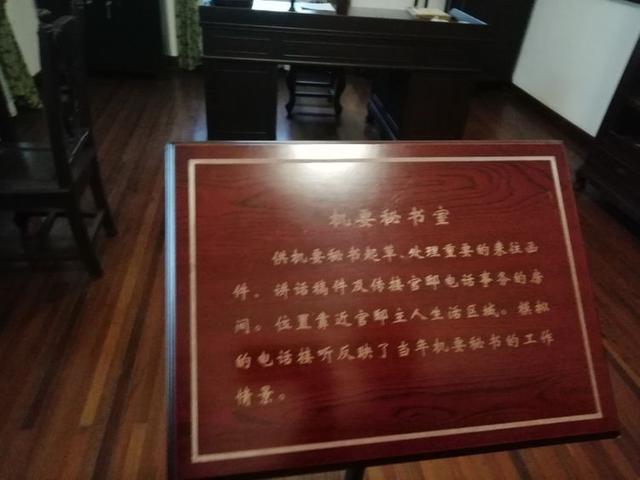 机要秘书室
供机要秘书起草、处理重要的来往函
件、讲话稿件及传接官邸电话事务的房
间。位置靠近官邸主人生活区域。模拟
的电话接听反映了当年机要秘书的工作
情景。